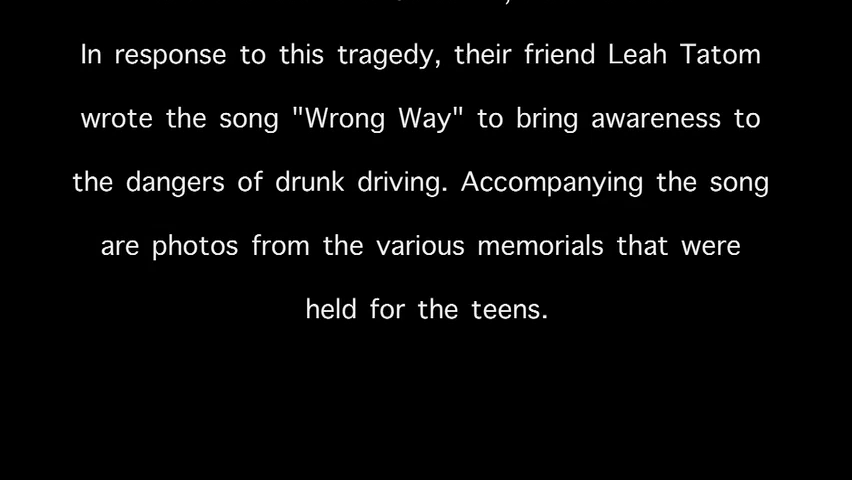 In response to this tragedy, their friend Leah Tatom
wrote the song "Wrong Way" to bring awareness to
the dangers of drunk driving. Accompanying the song
are photos from the various memorials that were
held for the teens.